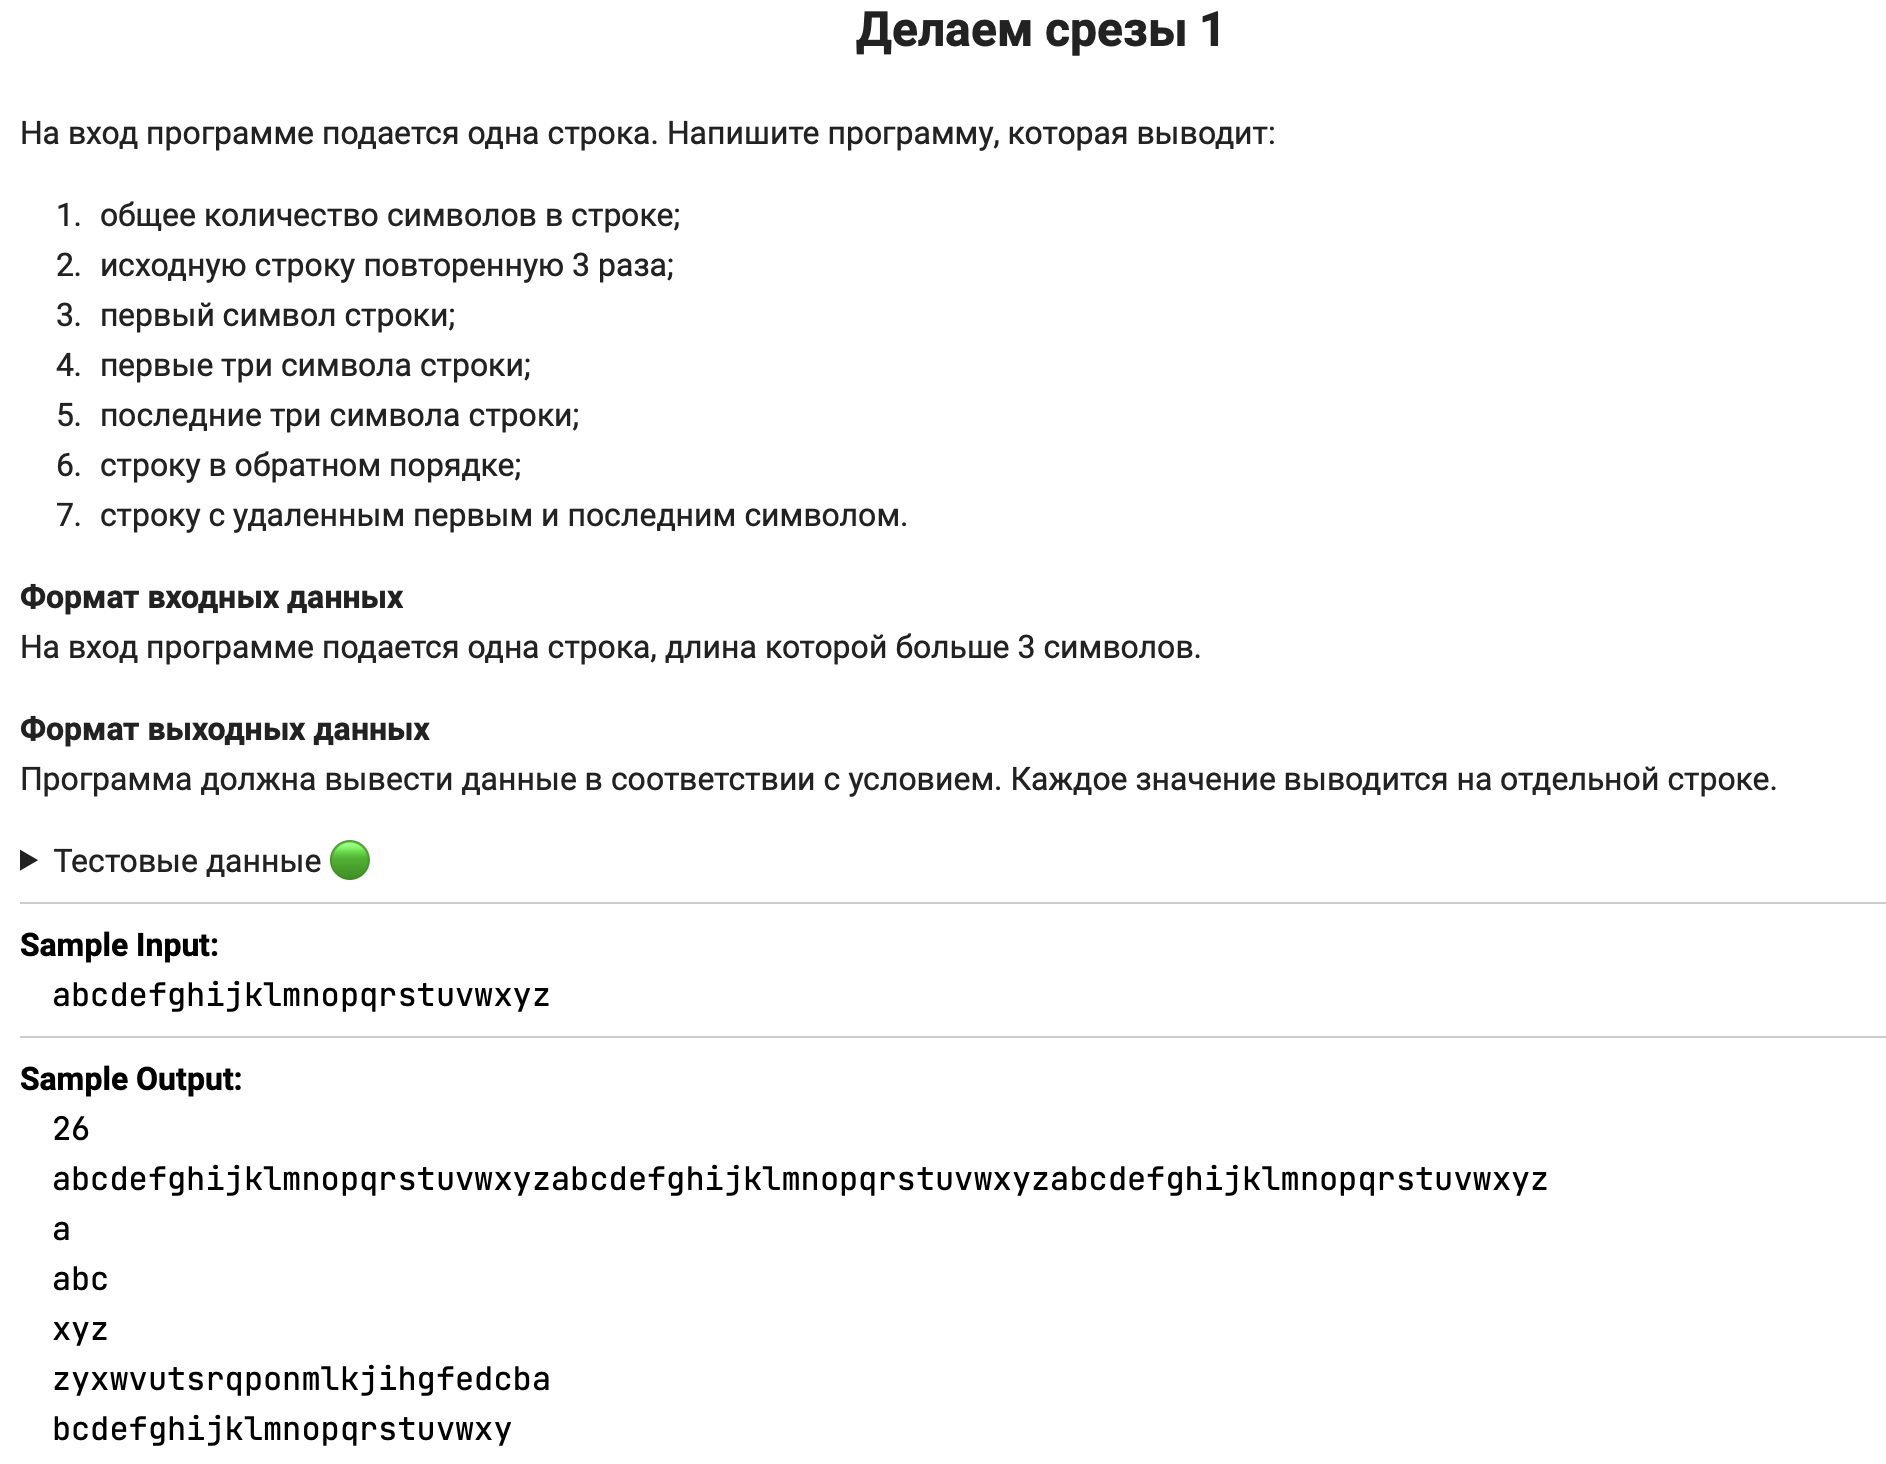 Делаем срезы 1
На вход программе подается одна строка. Напишите программу, которая выводит:
1. общее количество символов в строке;
2. исходную строку повторенную 3 раза;
3. первый символ строки;
4. первые три символа строки;
5. последние три символа строки;
6. строку в обратном порядке;
7. строку с удаленным первым и последним символом.
Формат входных данных
На вход программе подается одна строка, длина которой больше 3 символов.
Формат выходных данных
Программа должна вывести данные в соответствии с условием. Каждое значение выводится на отдельной строке.
Тестовые данные
Sample Input:
abcdefghijklmnopqrstuvwxyz
Sample Output:
26
abcdefghijklmnopqrstuvwxyzabcdefghijklmnopqrstuvwxyzabcdefghijklmnopqrstuvwxyz
a
abc
xyz
zyxwvutsrqponmlkjihgfedcba
bcdefghijklmnopqrstuvwxy